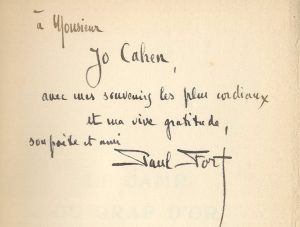 à Monsieur
Jo Cahen,
avec mes souvenirs les plus cordiaux
et ma vive gratitude,
son poète et ami
Paul Fort